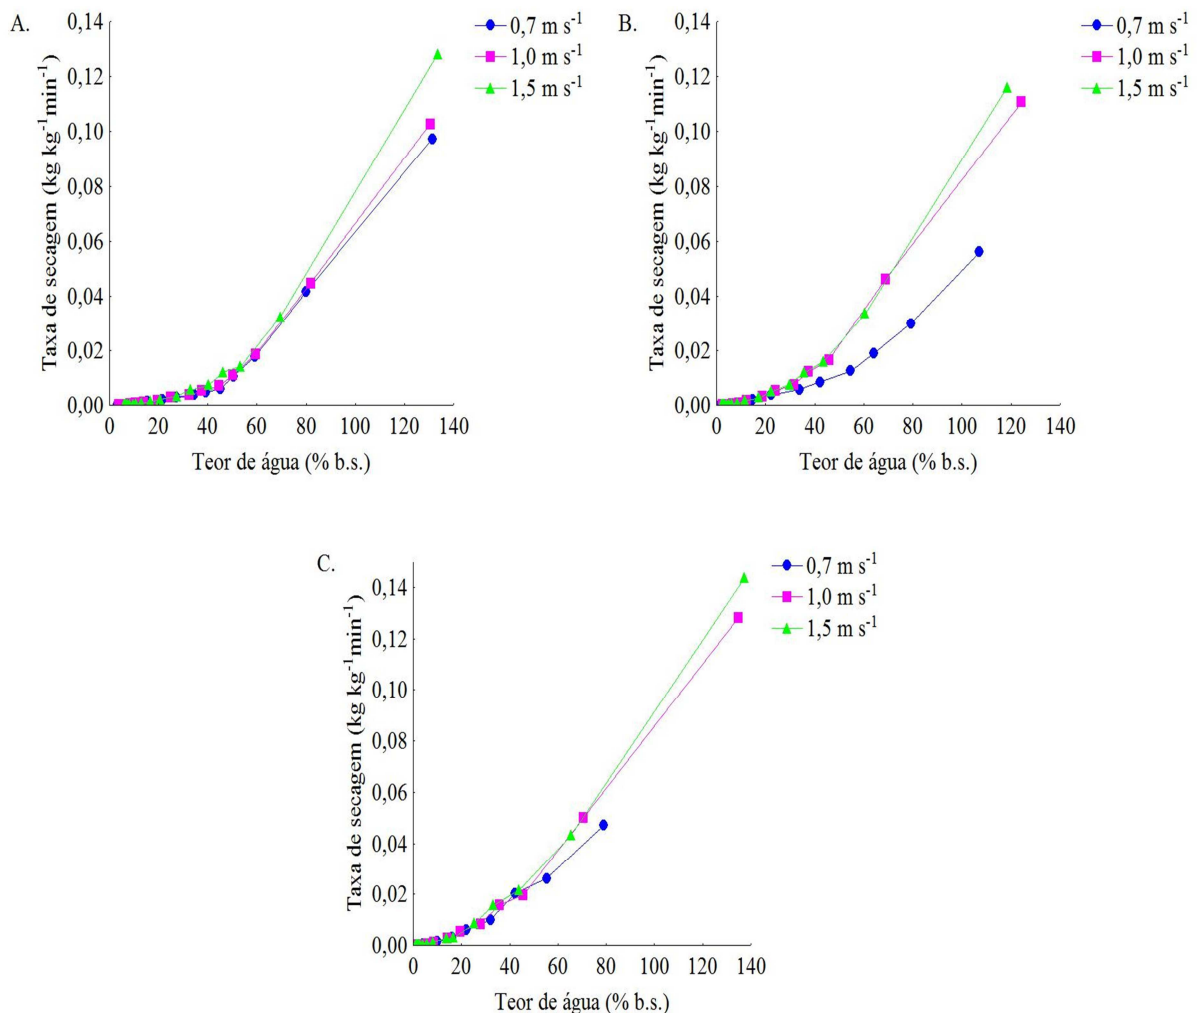 A.
0,7 m s⁻¹
1,0 m s⁻¹
1,5 m s⁻¹
Taxa de secagem (kg kg⁻¹min⁻¹)
0,14
0,12
0,10
0,08
0,06
0,04
0,02
0,00
0 20 40 60 80 100 120 140
Teor de água (% b.s.)
B.
0,7 m s⁻¹
1,0 m s⁻¹
1,5 m s⁻¹
Taxa de secagem (kg kg⁻¹min⁻¹)
0,14
0,12
0,10
0,08
0,06
0,04
0,02
0,00
0 20 40 60 80 100 120 140
Teor de água (% b.s.)
C.
0,7 m s⁻¹
1,0 m s⁻¹
1,5 m s⁻¹
Taxa de secagem (kg kg⁻¹min⁻¹)
0,14
0,12
0,10
0,08
0,06
0,04
0,02
0,00
0 20 40 60 80 100 120 140
Teor de água (% b.s.)